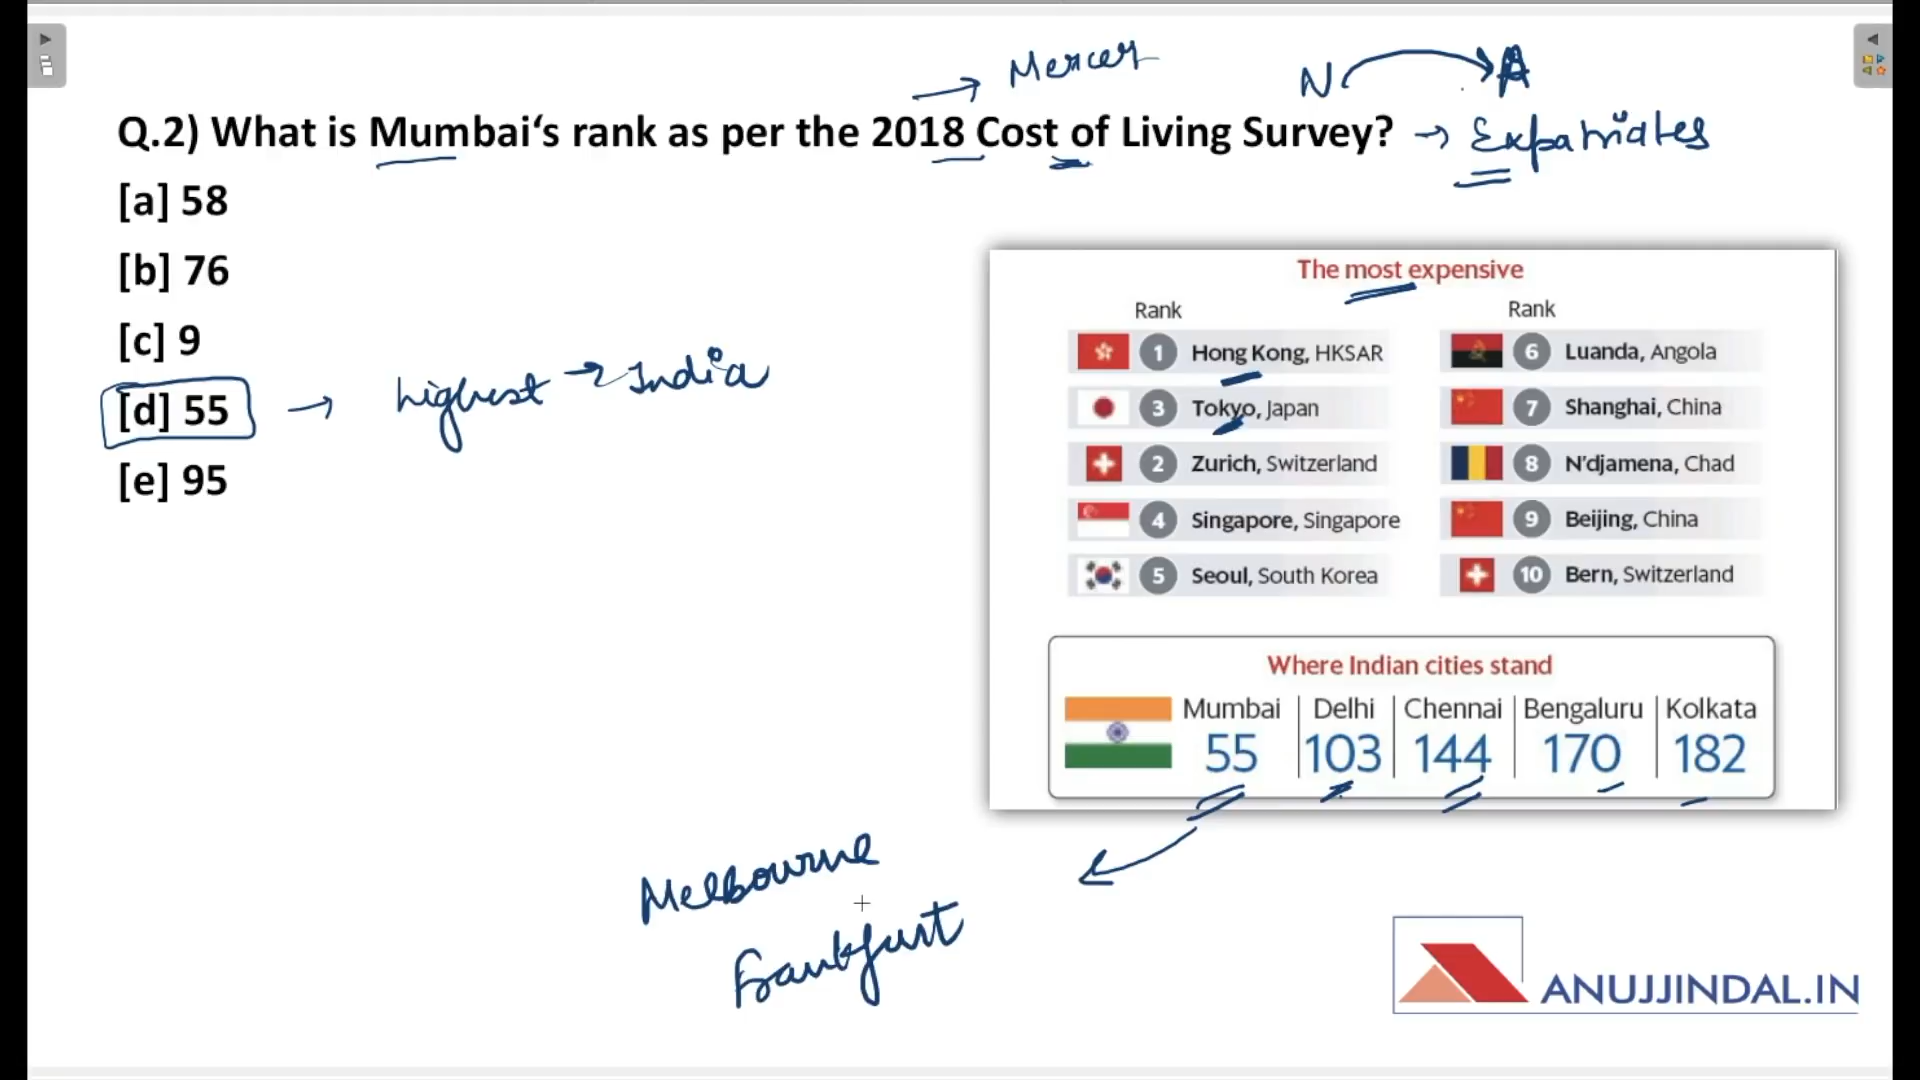 Mercer
N A
Q.2) What is Mumbai‘s rank as per the 2018 Cost of Living Survey? → Expatriates
[a] 58
[b] 76
[c] 9
[d] 55 → highest → India
[e] 95
The most expensive
Rank
1 Hong Kong, HKSAR
3 Tokyo, Japan
2 Zurich, Switzerland
4 Singapore, Singapore
5 Seoul, South Korea
Rank
6 Luanda, Angola
7 Shanghai, China
8 N'djamena, Chad
9 Beijing, China
10 Bern, Switzerland
Where Indian cities stand
Mumbai Delhi Chennai Bengaluru Kolkata
55 103 144 170 182
Melbourne
Frankfurt
ANUJJINDAL.IN